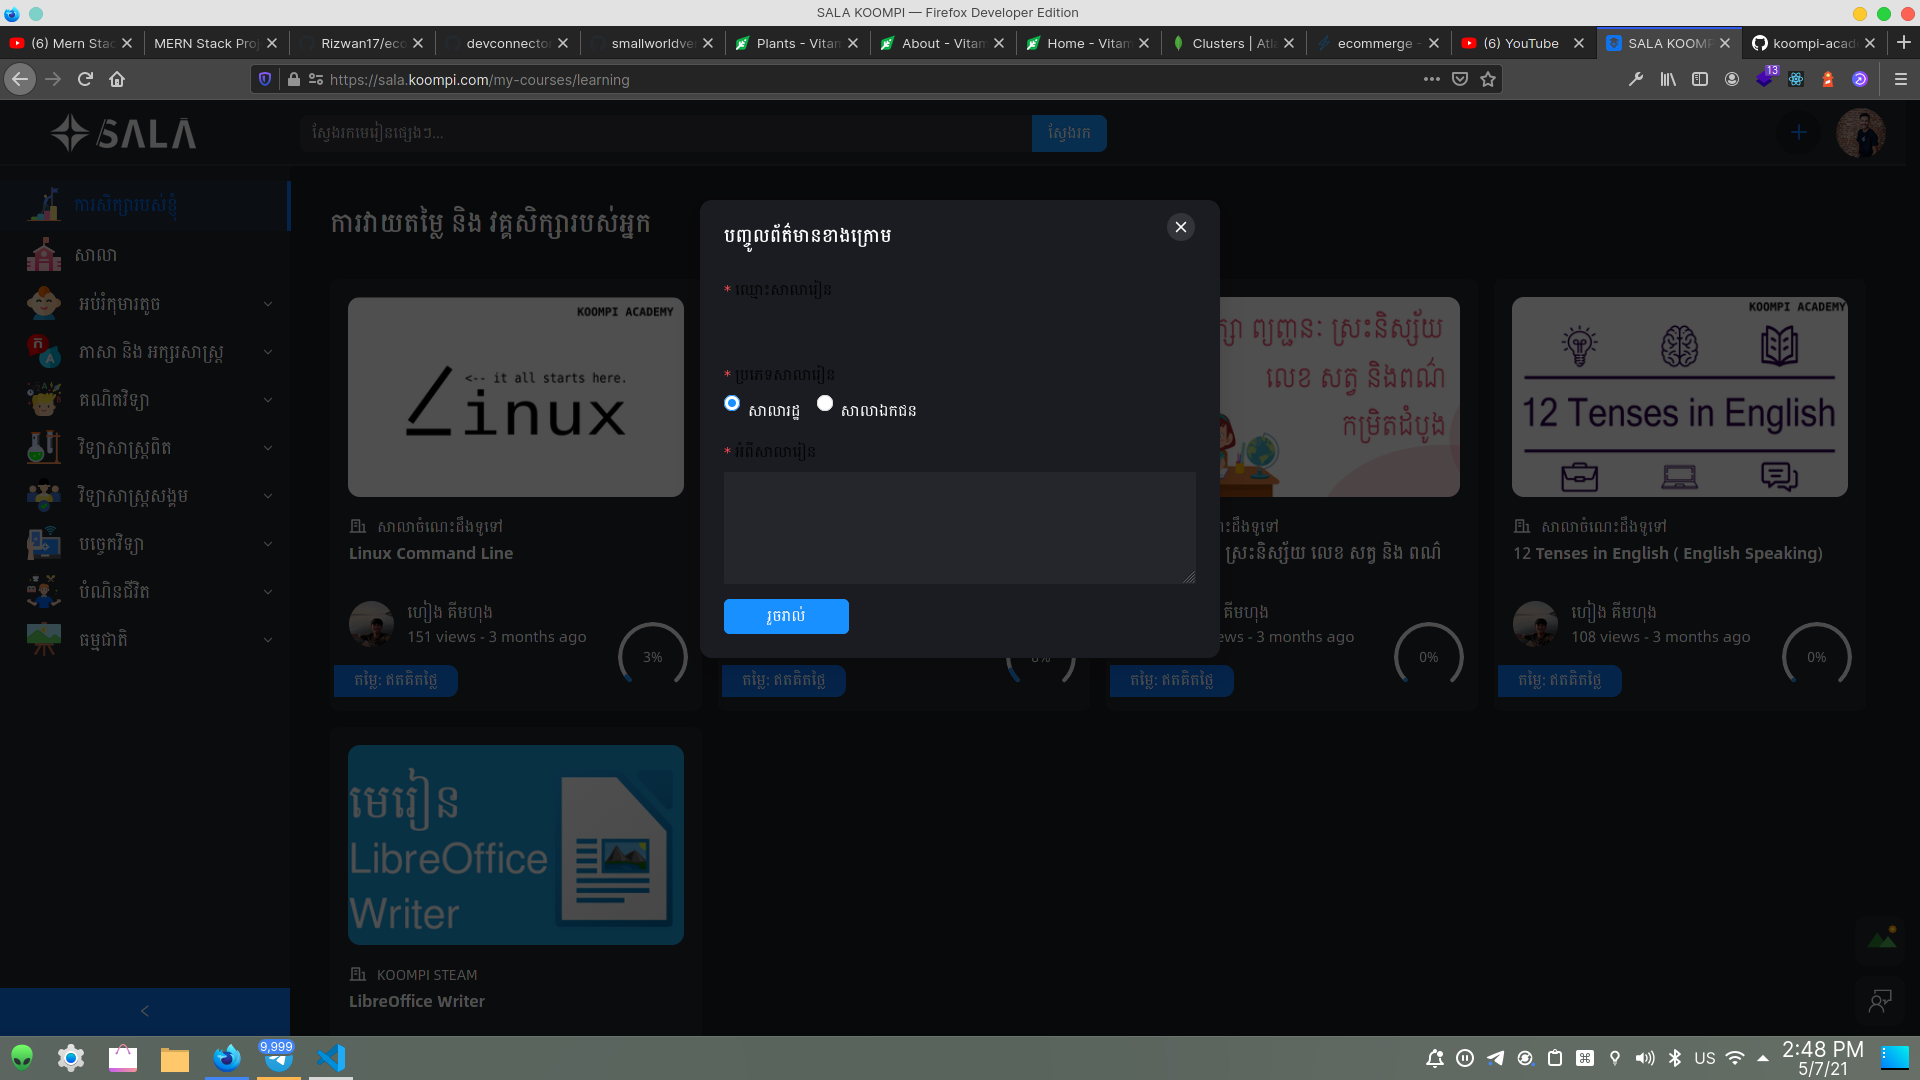 SALA KOOMPI — Firefox Developer Edition
(6) Mern Stac
MERN Stack Proj
Rizwan17/eco
devconnector
smallworldve
Plants - Vitam
About - Vitam
Home - Vitam
Clusters | Atla
ecommerge -
(6) YouTube
SALA KOOMP
koompi-acad
https://sala.koompi.com/my-courses/learning
13
SALA
ស្វែងរកមេរៀនផ្សេងៗ...
ស្វែងរក
ការសិក្សារបស់ខ្ញុំ
សាលា
អប់រំកុមារតូច
ភាសា និង អក្សរសាស្ត្រ
គណិតវិទ្យា
វិទ្យាសាស្ត្រពិត
វិទ្យាសាស្ត្រសង្គម
បច្ចេកវិទ្យា
បំណិនជីវិត
ធម្មជាតិ
ការវាយតម្លៃ និង វគ្គសិក្សារបស់អ្នក
បញ្ចូលព័ត៌មានខាងក្រោម
* ឈ្មោះសាលារៀន
* ប្រភេទសាលារៀន
សាលារដ្ឋ
សាលាឯកជន
* អំពីសាលារៀន
រួចរាល់
KOOMPI ACADEMY
<-- it all starts here.
Linux
សាលាចំណេះដឹងទូទៅ
Linux Command Line
ហៀង គីមហុង
151 views - 3 months ago
3%
តម្លៃ: ឥតគិតថ្លៃ
0%
តម្លៃ: ឥតគិតថ្លៃ
ព្យញ្ជនៈ ស្រះនិស្ស័យ
លេខ សត្វ និងពណ៌
កម្រិតដំបូង
ស្រះនិស្ស័យ លេខ សត្វ និង ពណ៌
គីមហុង
ews - 3 months ago
0%
តម្លៃ: ឥតគិតថ្លៃ
KOOMPI ACADEMY
12 Tenses in English
សាលាចំណេះដឹងទូទៅ
12 Tenses in English ( English Speaking)
ហៀង គីមហុង
108 views - 3 months ago
0%
តម្លៃ: ឥតគិតថ្លៃ
មេរៀន
LibreOffice
Writer
KOOMPI STEAM
LibreOffice Writer
9,999
US
2:48 PM
5/7/21